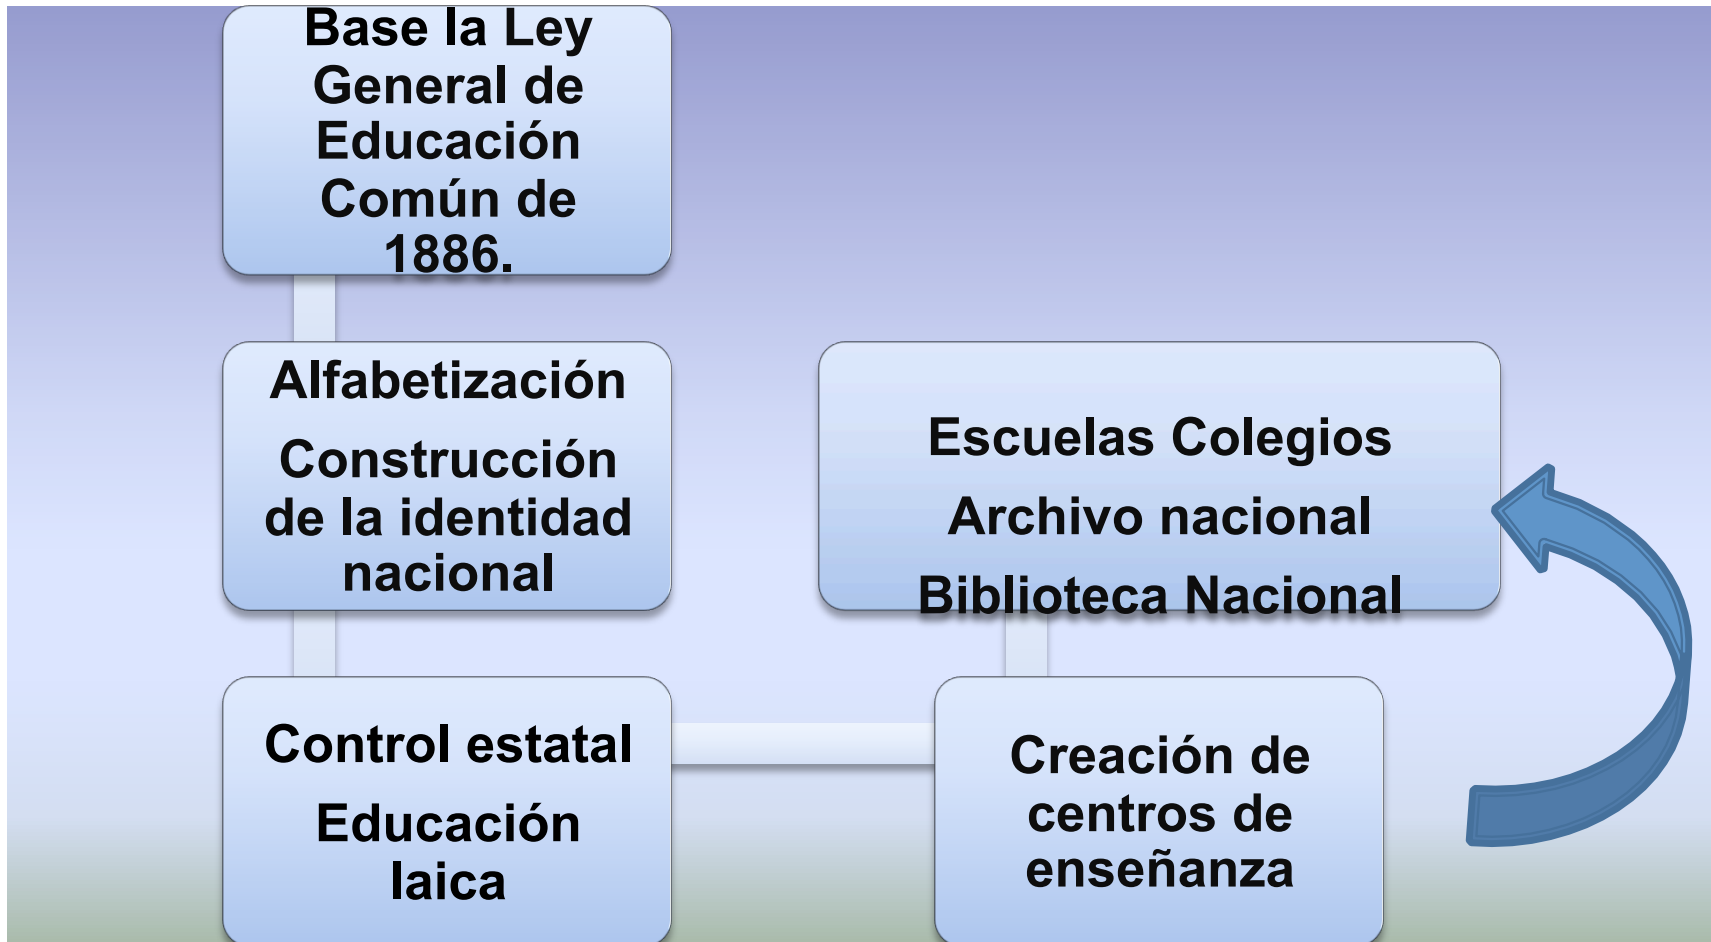 Base la Ley
General de
Educación
Común de
1886.
Alfabetización
Construcción
de la identidad
nacional
Control estatal
Educación
laica
Creación de
centros de
enseñanza
Escuelas Colegios
Archivo nacional
Biblioteca Nacional